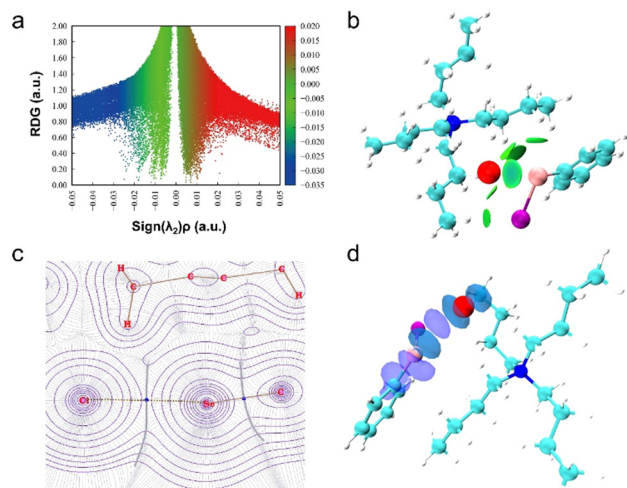 a
2.00
1.80
1.60
1.40
1.20
1.00
0.80
0.60
0.40
0.20
0.00
RDG (a.u.)
-0.05
-0.04
-0.03
-0.02
-0.01
0.00
0.01
0.02
0.03
0.04
0.05
Sign(λ₂)ρ (a.u.)
0.020
0.015
0.010
0.005
0.000
-0.005
-0.010
-0.015
-0.020
-0.025
-0.030
-0.035
b
c
H
C
C
C
C
H
H
Cl
Se
C
d